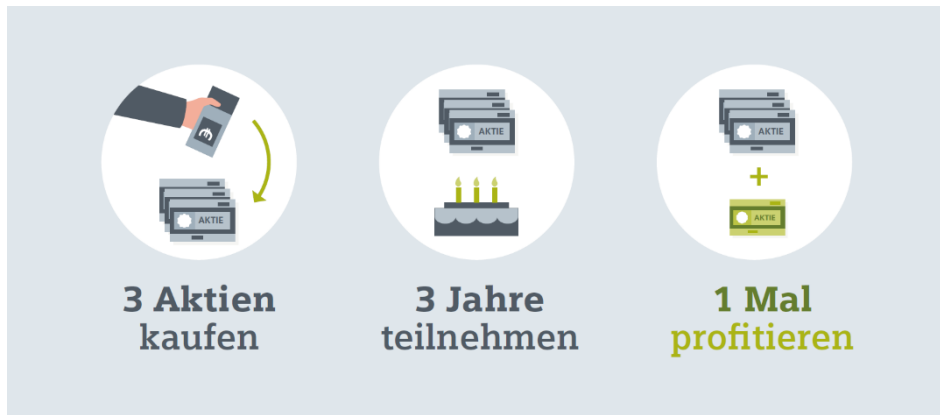 €
AKTIE
3 Aktien
kaufen
AKTIE
3 Jahre
teilnehmen
AKTIE
+
AKTIE
1 Mal
profitieren